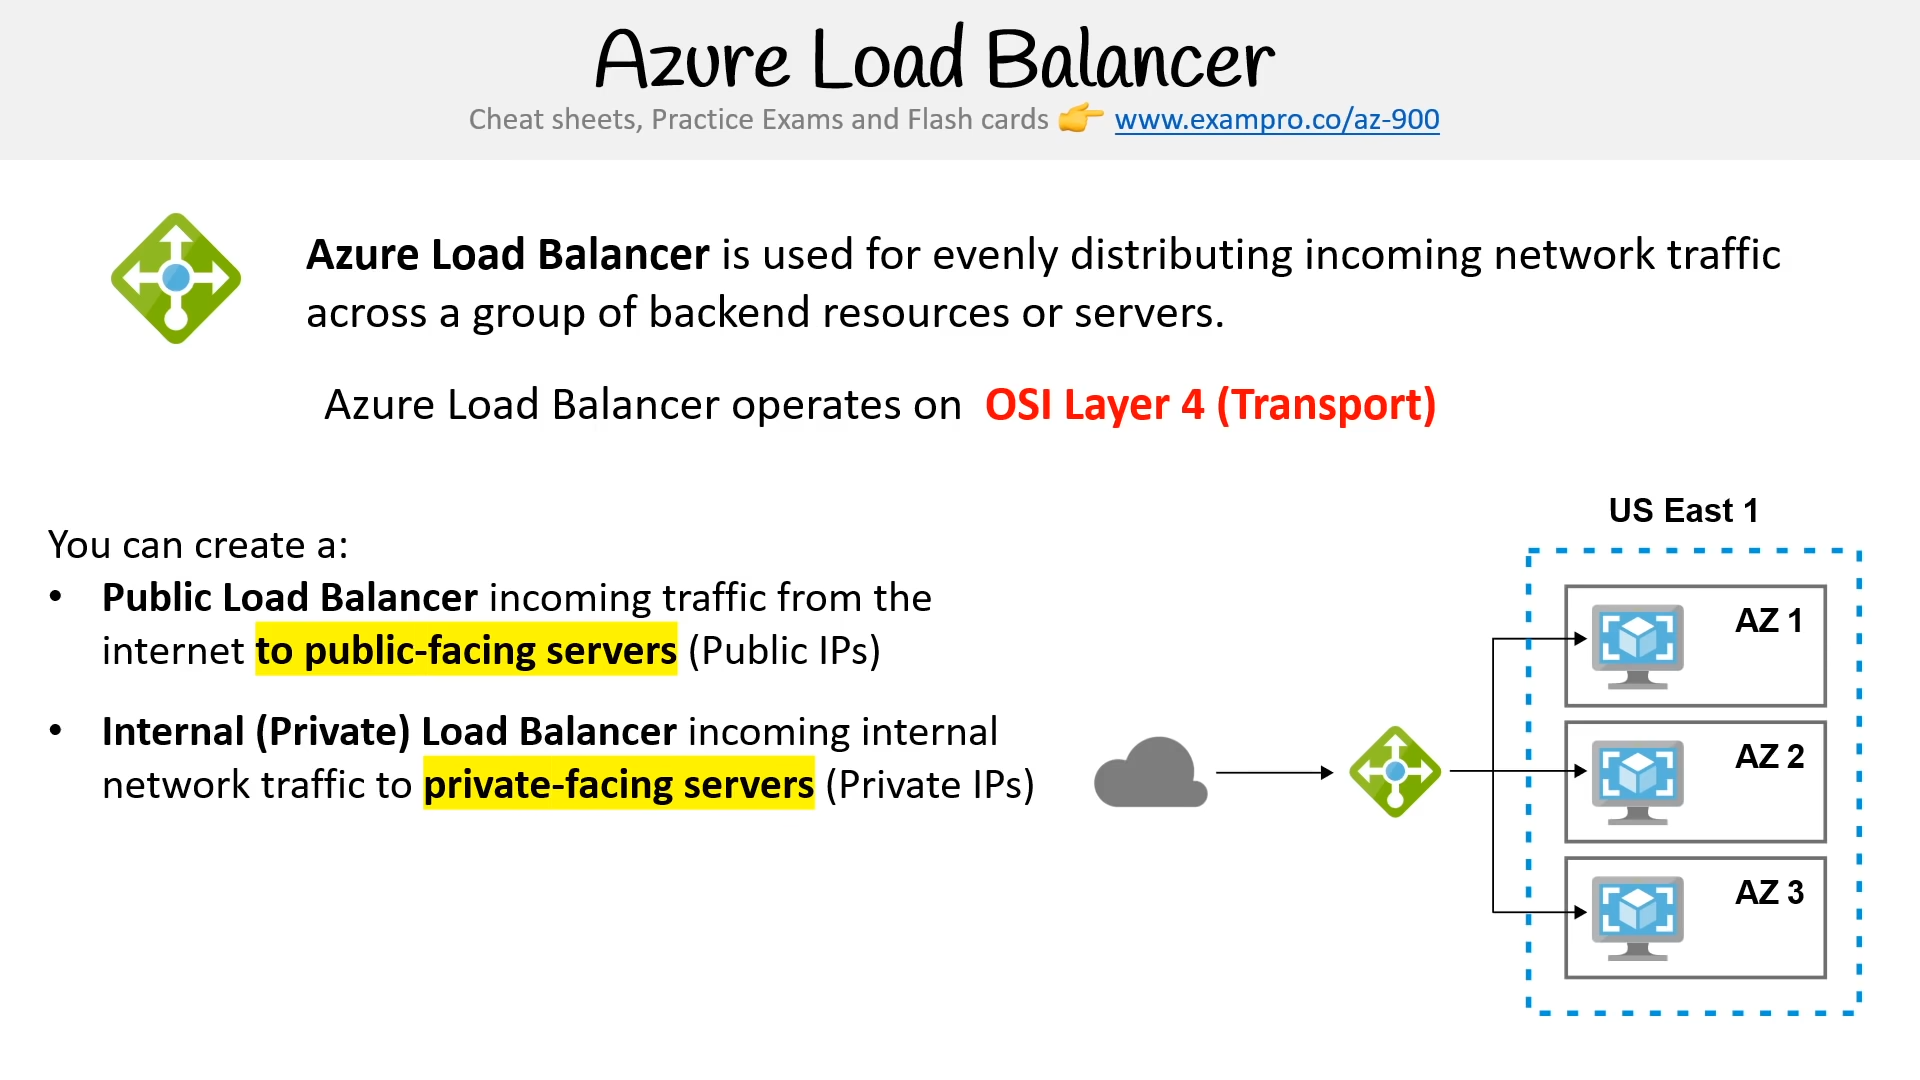 Azure Load Balancer
Cheat sheets, Practice Exams and Flash cards 👉 www.exampro.co/az-900
Azure Load Balancer is used for evenly distributing incoming network traffic
across a group of backend resources or servers.
Azure Load Balancer operates on OSI Layer 4 (Transport)
You can create a:
• Public Load Balancer incoming traffic from the
internet to public-facing servers (Public IPs)
• Internal (Private) Load Balancer incoming internal
network traffic to private-facing servers (Private IPs)
US East 1
AZ 1
AZ 2
AZ 3